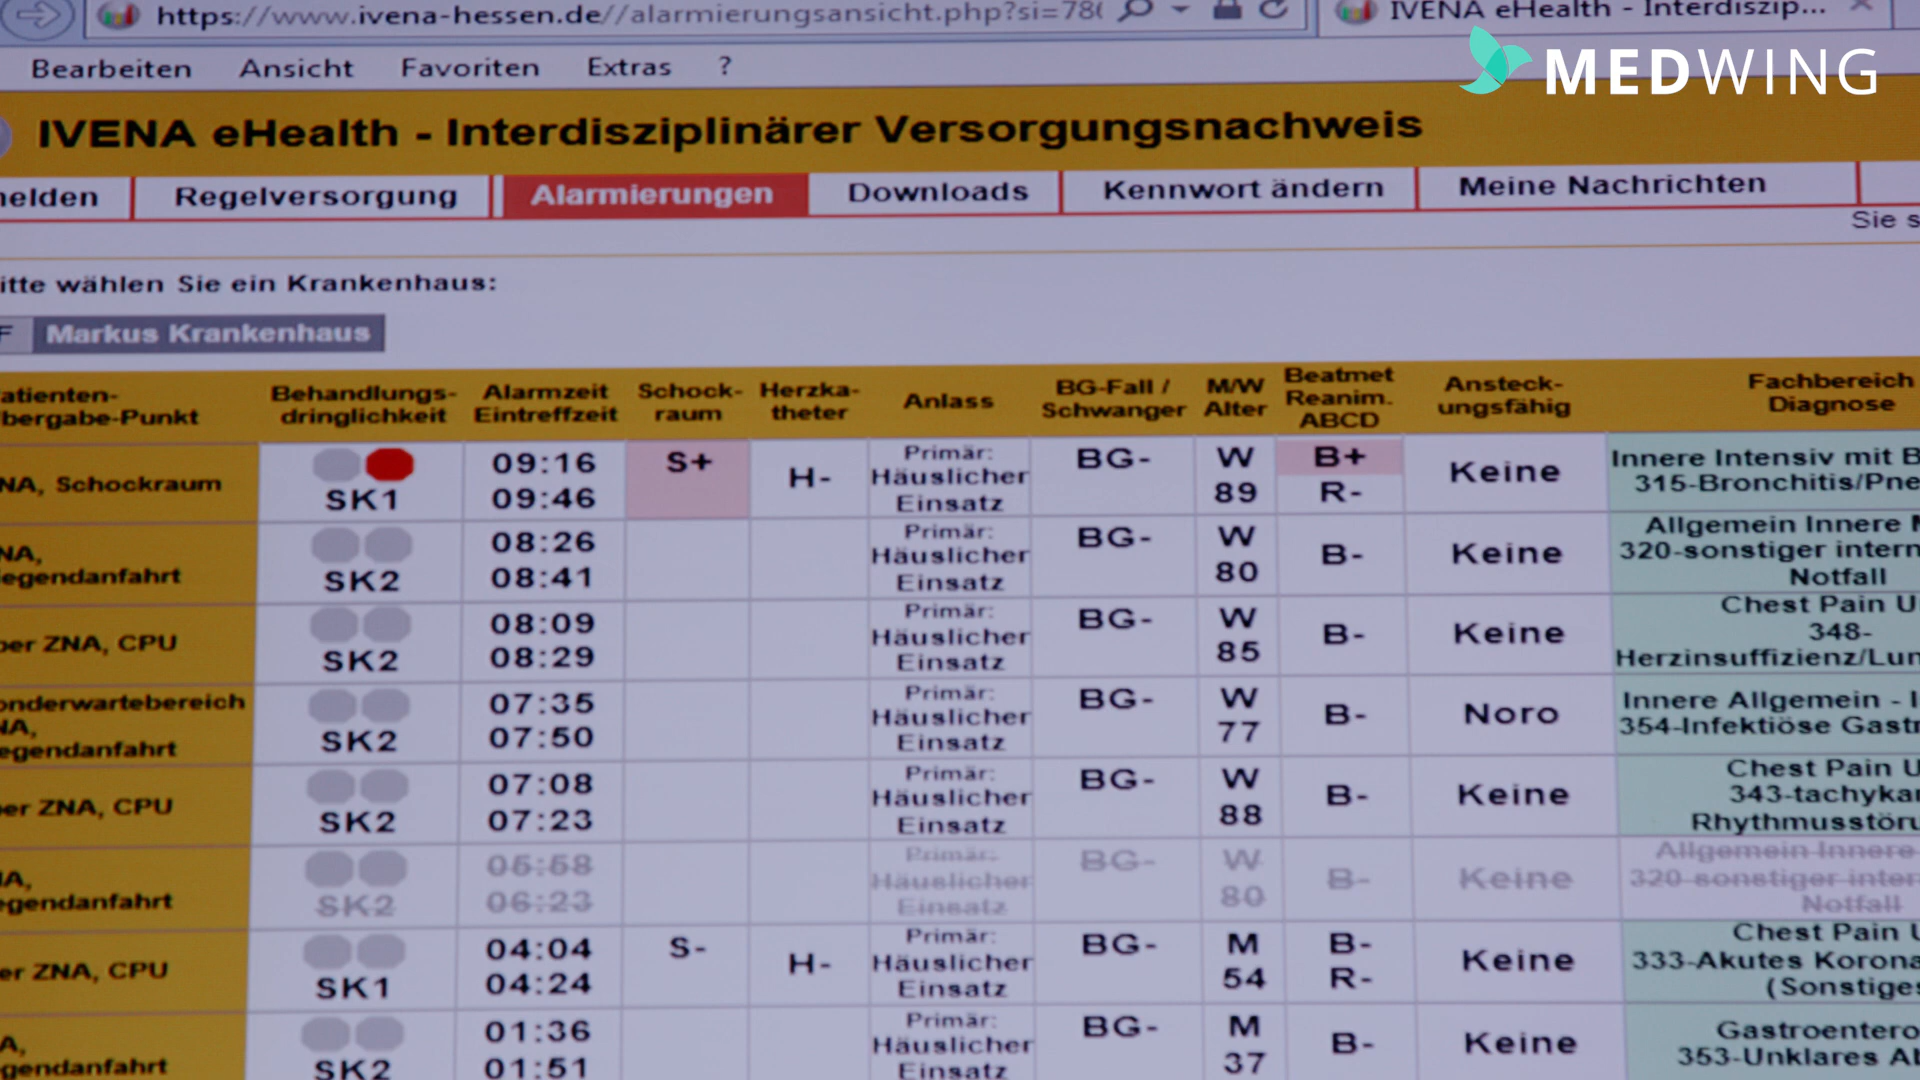 https://www.ivena-hessen.de//alarmierungsansicht.php?si=78
IVENA eHealth - Interdiszip...
Bearbeiten Ansicht Favoriten Extras ?
MEDWING
IVENA eHealth - Interdisziplinärer Versorgungsnachweis
elden Regelversorgung Alarmierungen Downloads Kennwort ändern Meine Nachrichten
Sie s
itte wählen Sie ein Krankenhaus:
F Markus Krankenhaus
atienten-
bergabe-Punkt
Behandlungs-
dringlichkeit
Alarmzeit
Eintreffzeit
Schock-
raum
Herzka-
theter
Anlass
BG-Fall /
Schwanger
M/W
Alter
Beatmet
Reanim.
ABCD
Ansteck-
ungsfähig
Fachbereich
Diagnose
NA, Schockraum
SK1
09:16
09:46
S+
H-
Primär:
Häuslicher
Einsatz
BG-
W
89
B+
R-
Keine
Innere Intensiv mit B
315-Bronchitis/Pne
NA,
egendanfahrt
SK2
08:26
08:41
Primär:
Häuslicher
Einsatz
BG-
W
80
B-
Keine
Allgemein Innere M
320-sonstiger intern
Notfall
ber ZNA, CPU
SK2
08:09
08:29
Primär:
Häuslicher
Einsatz
BG-
W
85
B-
Keine
Chest Pain U
348-
Herzinsuffizienz/Lun
onderwartebereich
NA,
egendanfahrt
SK2
07:35
07:50
Primär:
Häuslicher
Einsatz
BG-
W
77
B-
Noro
Innere Allgemein - I
354-Infektiöse Gast
er ZNA, CPU
SK2
07:08
07:23
Primär:
Häuslicher
Einsatz
BG-
W
88
B-
Keine
Chest Pain U
343-tachykar
Rhythmusstöru
A,
egendanfahrt
SK2
05:58
06:23
Primär:
Häuslicher
Einsatz
BG-
W
80
B-
Keine
Allgemein Innere
320-sonstiger inter
Notfall
er ZNA, CPU
SK1
04:04
04:24
S-
H-
Primär:
Häuslicher
Einsatz
BG-
M
54
B-
R-
Keine
Chest Pain U
333-Akutes Korona
(Sonstiges
A,
gendanfahrt
SK2
01:36
01:51
Primär:
Häuslicher
Einsatz
BG-
M
37
B-
Keine
Gastroentero
353-Unklares Ab